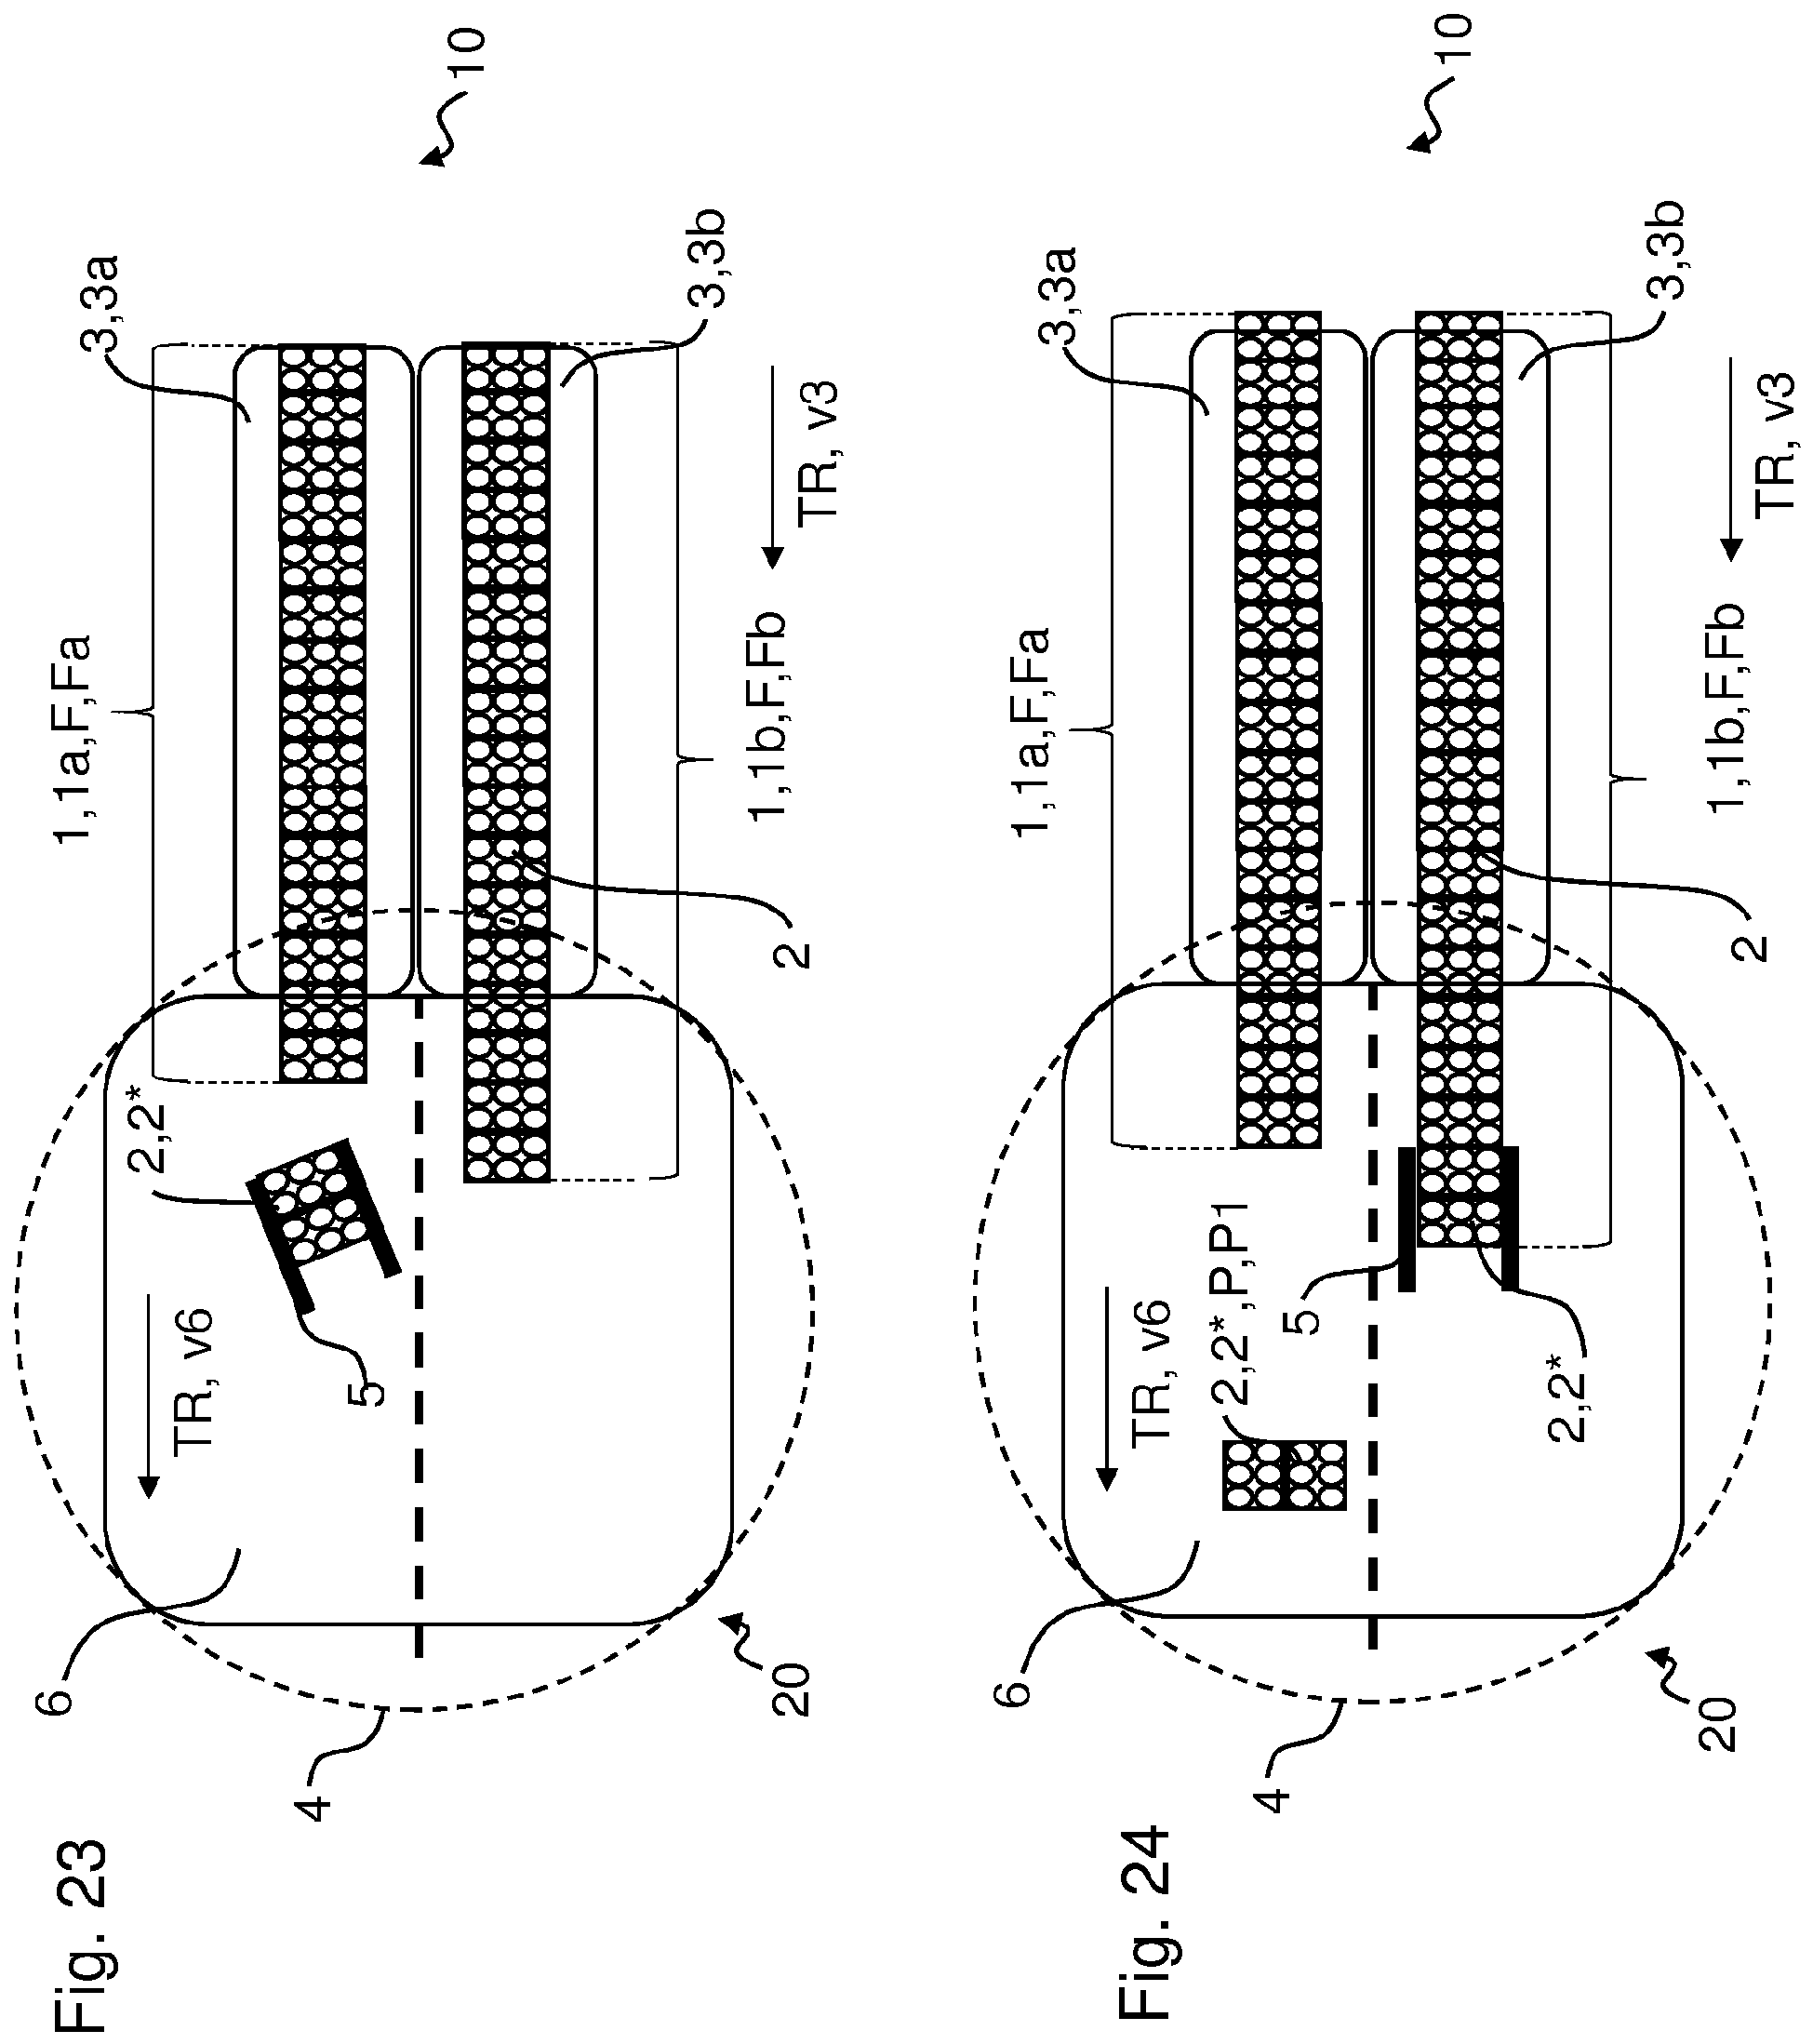 Fig. 23
10
3,3a
3,3b
1,1a,F,Fa
1,1b,F,Fb
TR, v3
2
2,2*
5
TR, v6
6
4
20
Fig. 24
10
3,3a
3,3b
1,1a,F,Fa
1,1b,F,Fb
TR, v3
2
2,2*,P,P1
5
2,2*
TR, v6
6
4
20